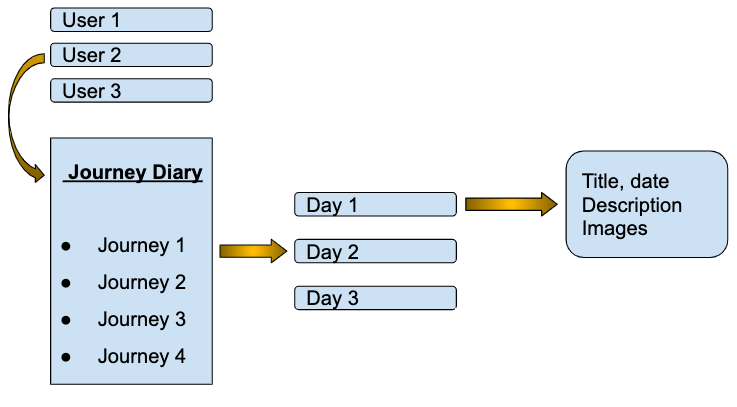 User 1
User 2
User 3
Journey Diary
● Journey 1
● Journey 2
● Journey 3
● Journey 4
Day 1
Day 2
Day 3
Title, date
Description
Images